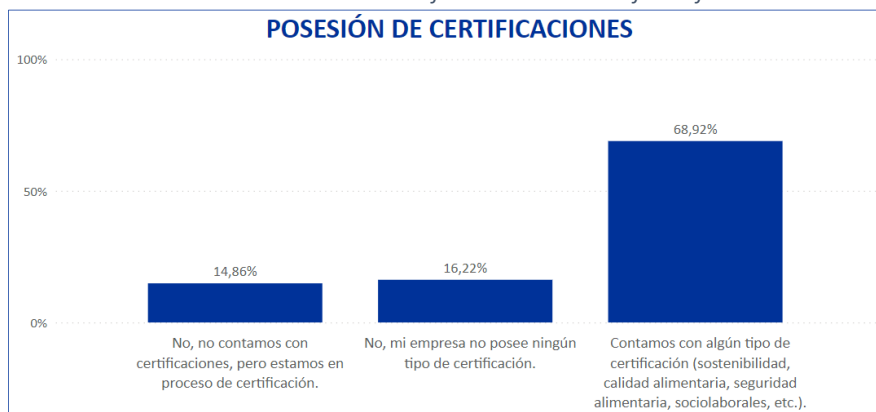 POSESIÓN DE CERTIFICACIONES
100%
68,92%
50%
14,86%
16,22%
0%
No, no contamos con
certificaciones, pero estamos en
proceso de certificación.
No, mi empresa no posee ningún
tipo de certificación.
Contamos con algún tipo de
certificación (sostenibilidad,
calidad alimentaria, seguridad
alimentaria, sociolaborales, etc.).